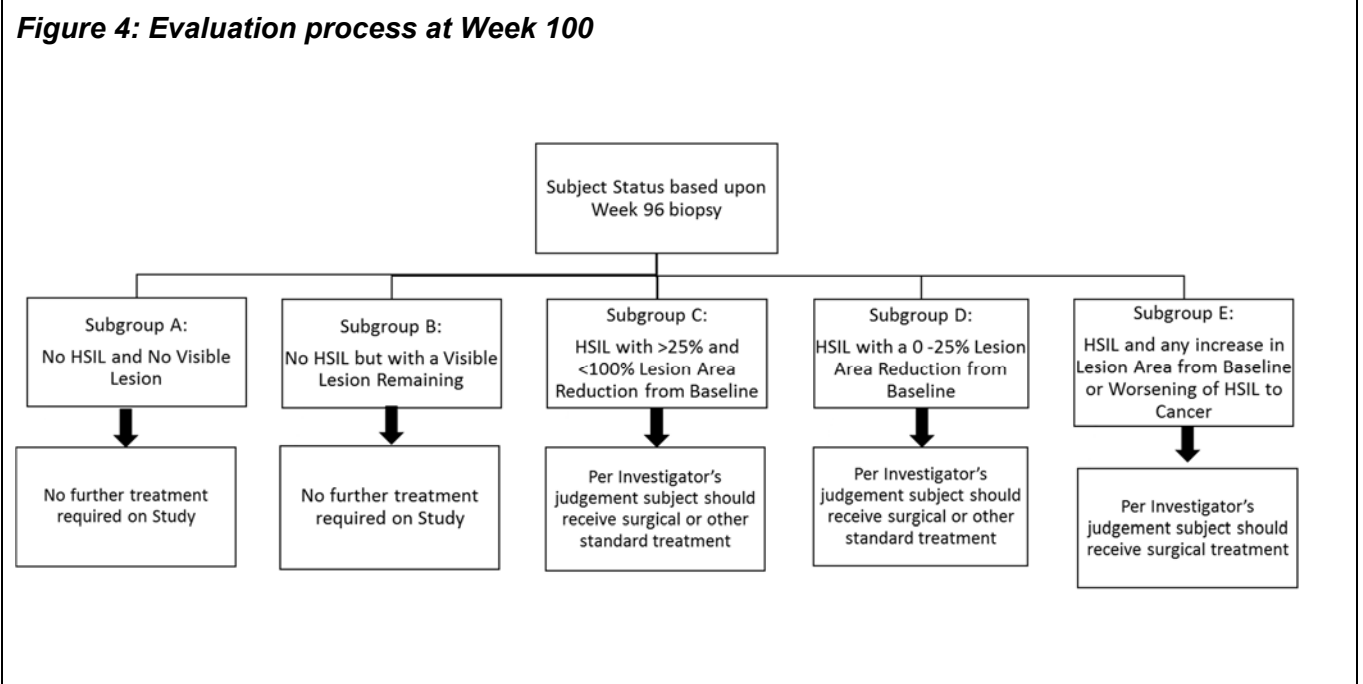 Figure 4: Evaluation process at Week 100
Subject Status based upon
Week 96 biopsy
Subgroup A:
No HSIL and No Visible
Lesion
Subgroup B:
No HSIL but with a Visible
Lesion Remaining
Subgroup C:
HSIL with >25% and
<100% Lesion Area
Reduction from Baseline
Subgroup D:
HSIL with a 0 -25% Lesion
Area Reduction from
Baseline
Subgroup E:
HSIL and any increase in
Lesion Area from Baseline
or Worsening of HSIL to
Cancer
No further treatment
required on Study
No further treatment
required on Study
Per Investigator's
judgement subject should
receive surgical or other
standard treatment
Per Investigator's
judgement subject should
receive surgical or other
standard treatment
Per Investigator's
judgement subject should
receive surgical treatment